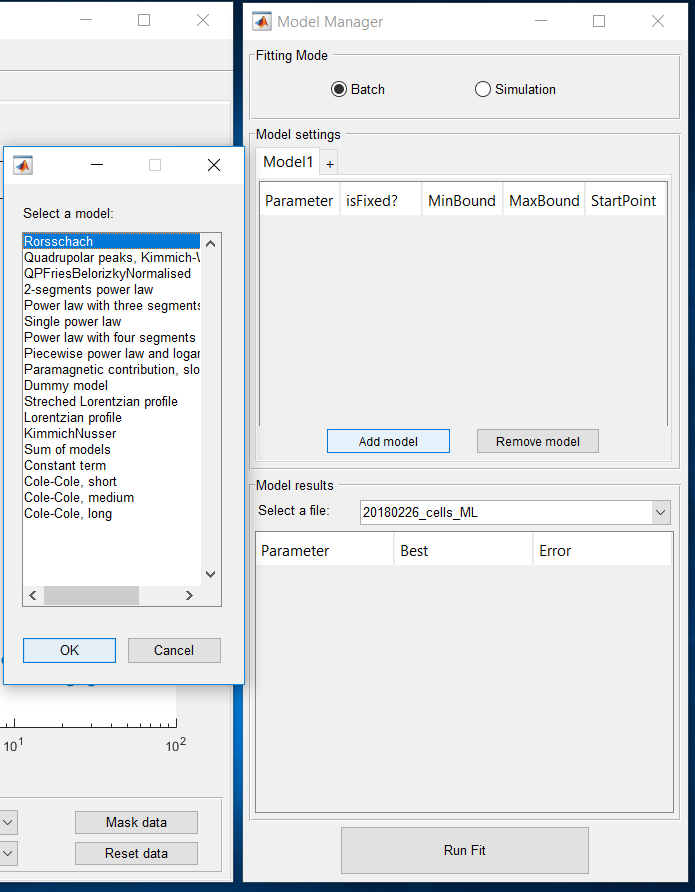 Model Manager
Fitting Mode
Batch
Simulation
Model settings
Model1
+
Parameter isFixed? MinBound MaxBound StartPoint
Select a model:
Rorsschach
Quadrupolar peaks, Kimmich-
QPFriesBelorizkyNormalised
2-segments power law
Power law with three segments
Single power law
Power law with four segments
Piecewise power law and logar
Paramagnetic contribution, slo
Dummy model
Streched Lorentzian profile
Lorentzian profile
KimmichNusser
Sum of models
Constant term
Cole-Cole, short
Cole-Cole, medium
Cole-Cole, long
OK
Cancel
Add model
Remove model
Model results
Select a file:
20180226_cells_ML
Parameter Best Error
10^1
10^2
Mask data
Reset data
Run Fit